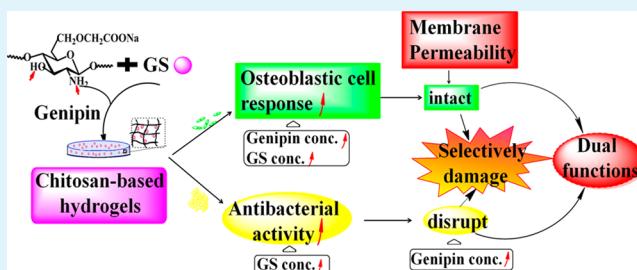 CH2OCH2COONa
HO
NH2
O
O
+ GS
Genipin
Chitosan-based
hydrogels
Osteoblastic cell
response
Genipin conc.
GS conc.
Antibacterial
activity
GS conc.
Membrane
Permeability
intact
Selectively
damage
disrupt
Genipin conc.
Dual
functions